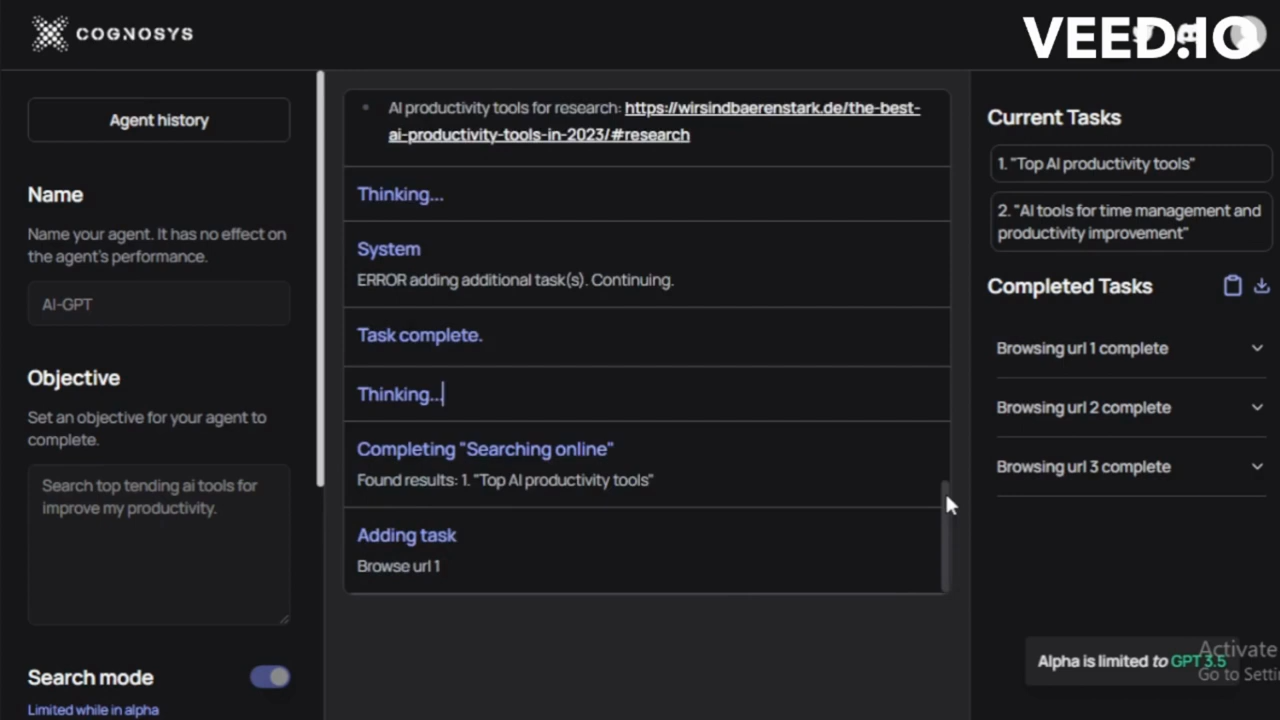 COGNOSYS
VEED.IO
Agent history
Name
Name your agent. It has no effect on
the agent's performance.
AI-GPT
Objective
Set an objective for your agent to
complete.
Search top tending ai tools for
improve my productivity.
Search mode
Limited while in alpha
AI productivity tools for research: https://wirsindbaerenstark.de/the-best-
ai-productivity-tools-in-2023/#research
Thinking...
System
ERROR adding additional task(s). Continuing.
Task complete.
Thinking...
Completing "Searching online"
Found results: 1. "Top AI productivity tools"
Adding task
Browse url 1
Current Tasks
1. "Top AI productivity tools"
2. "AI tools for time management and
productivity improvement"
Completed Tasks
Browsing url 1 complete
Browsing url 2 complete
Browsing url 3 complete
Alpha is limited to GPT 3.5
Activate
Go to Setti